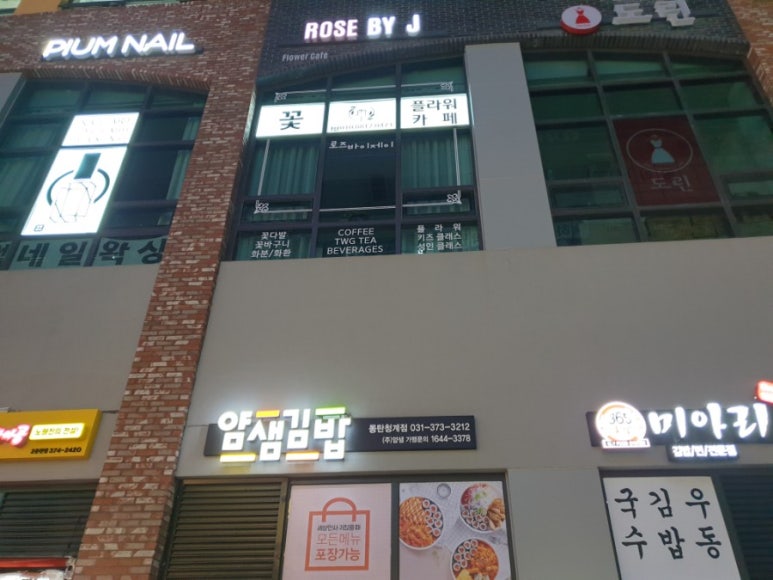 PIUM NAIL
ROSE BY J
Flower cafe
도린
꽃
플라워
카페
로즈바이제이
도린
네일왁싱
꽃다발
꽃바구니
화분/화환
COFFEE
TWG TEA
BEVERAGES
플라워
키즈클래스
성인클래스
얌샘김밥
동탄청계점 031-373-3212
(주)얌샘 가맹문의 1644-3378
374-2420
365
미아리
모든메뉴
포장가능
국 김 우
수 밥 동